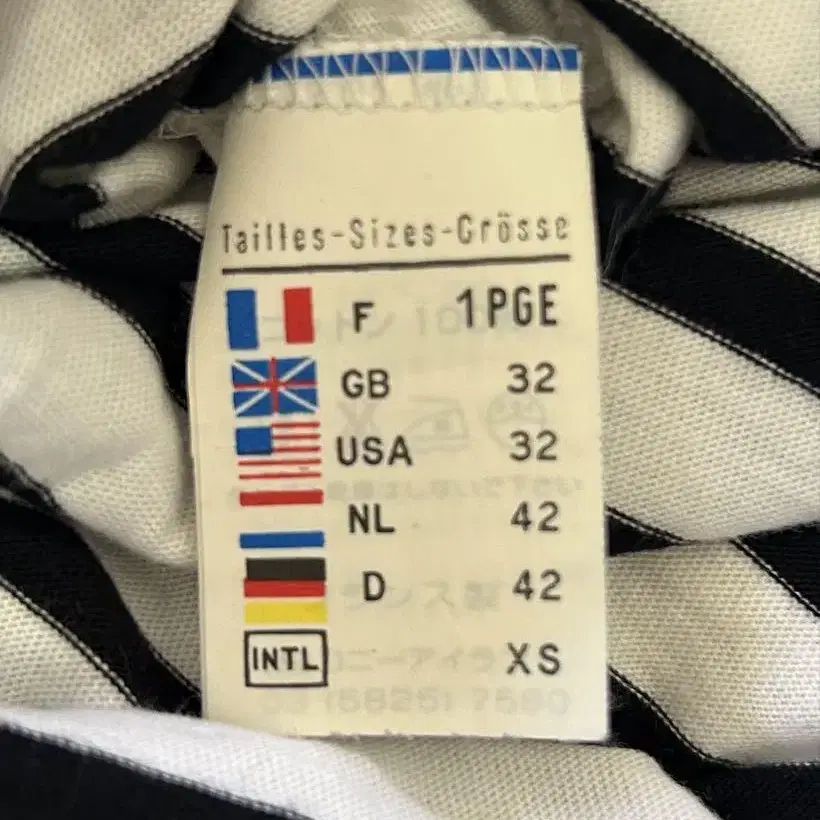 Tailles-Sizes-Grösse
F 1PGE
GB 32
USA 32
NL 42
D 42
INTL XS